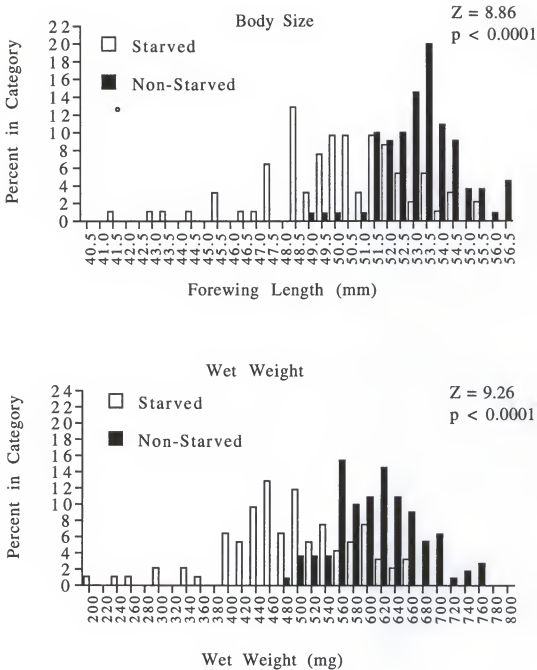 Body Size
Z = 8.86
p < 0.0001
Starved
Non-Starved
Percent in Category
22
20
18
16
14
12
10
8
6
4
2
0
40.5 41.5 42.0 42.5 43.0 43.5 44.0 44.5 45.0 45.5 46.0 46.5 47.0 47.5 48.0 48.5 49.0 49.5 50.0 50.5 51.0 51.5 52.0 52.5 53.0 53.5 54.0 54.5 55.0 55.5 56.0 56.5
Forewing Length (mm)
Wet Weight
Z = 9.26
p < 0.0001
Starved
Non-Starved
Percent in Category
24
22
20
18
16
14
12
10
8
6
4
2
0
200 220 240 260 280 300 320 340 360 380 400 420 440 460 480 500 520 540 560 580 600 620 640 660 680 700 720 740 760 780 800
Wet Weight (mg)